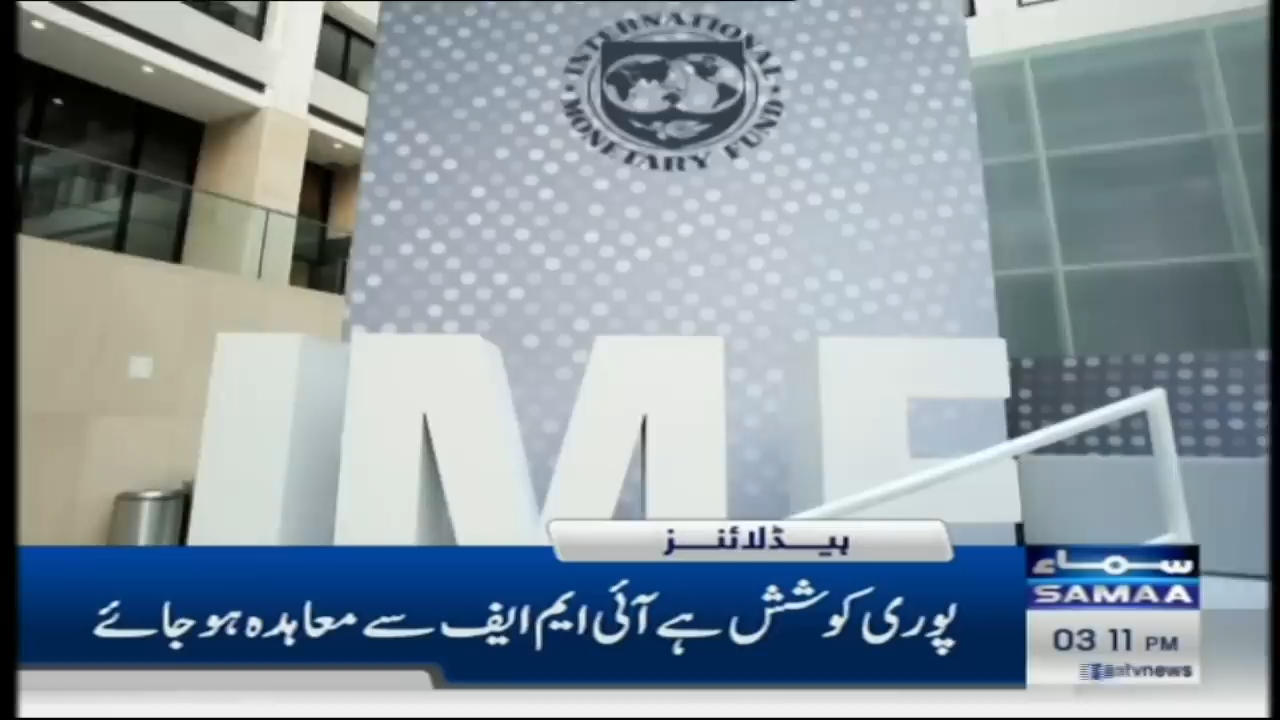 INTERNATIONAL MONETARY FUND
IMF
ہیڈلائنز
پوری کوشش ہے آئی ایم ایف سے معاہدہ ہو جائے
سماء
SAMAA
03 11 PM
tvnews